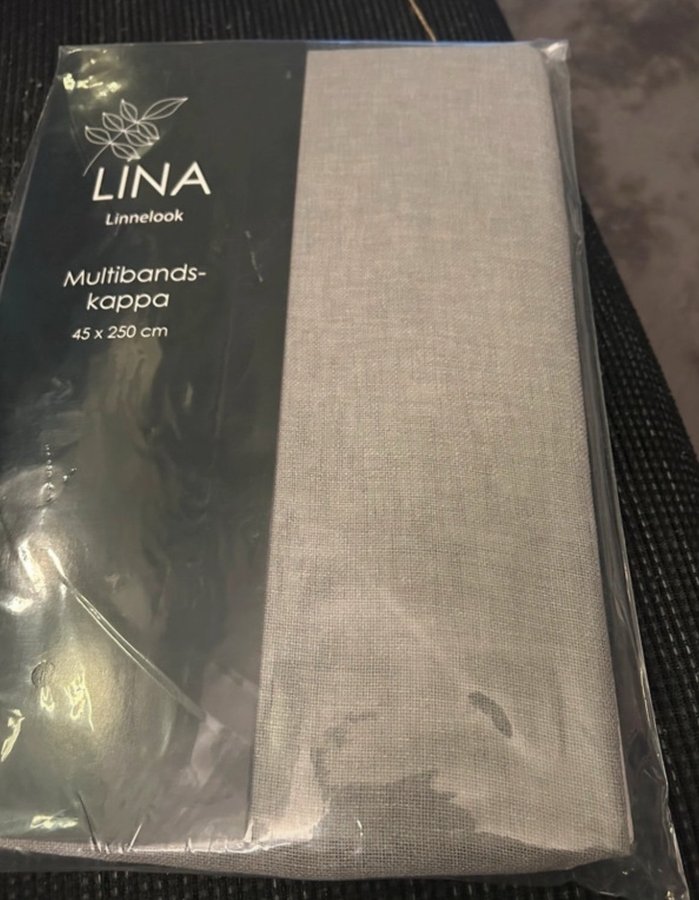 LINA
Linnelook
Multibands-
kappa
45 x 250 cm